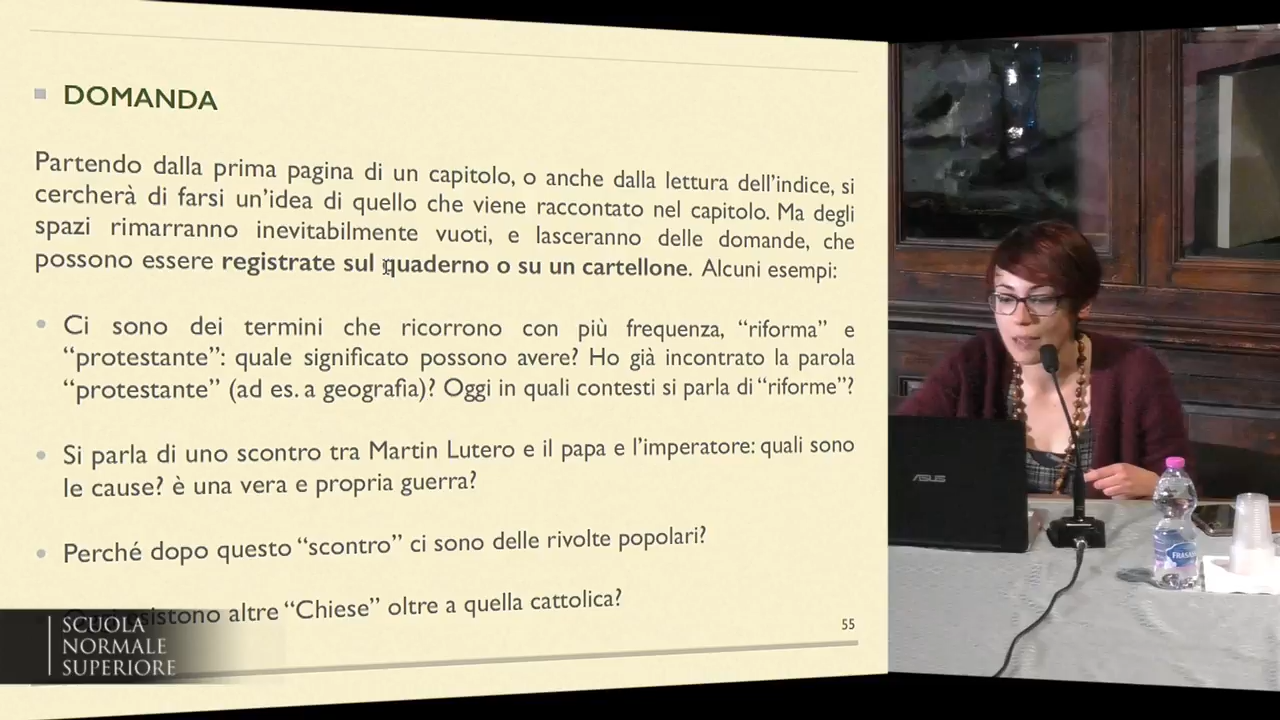 DOMANDA
Partendo dalla prima pagina di un capitolo, o anche dalla lettura dell’indice, si
cercherà di farsi un’idea di quello che viene raccontato nel capitolo. Ma degli
spazi rimarranno inevitabilmente vuoti, e lasceranno delle domande, che
possono essere registrate sul quaderno o su un cartellone. Alcuni esempi:
Ci sono dei termini che ricorrono con più frequenza, “riforma” e
“protestante”: quale significato possono avere? Ho già incontrato la parola
“protestante” (ad es. a geografia)? Oggi in quali contesti si parla di “riforme”?
Si parla di uno scontro tra Martin Lutero e il papa e l’imperatore: quali sono
le cause? è una vera e propria guerra?
Perché dopo questo “scontro” ci sono delle rivolte popolari?
Oggi esistono altre “Chiese” oltre a quella cattolica?
55
SCUOLA
NORMALE
SUPERIORE
ASUS